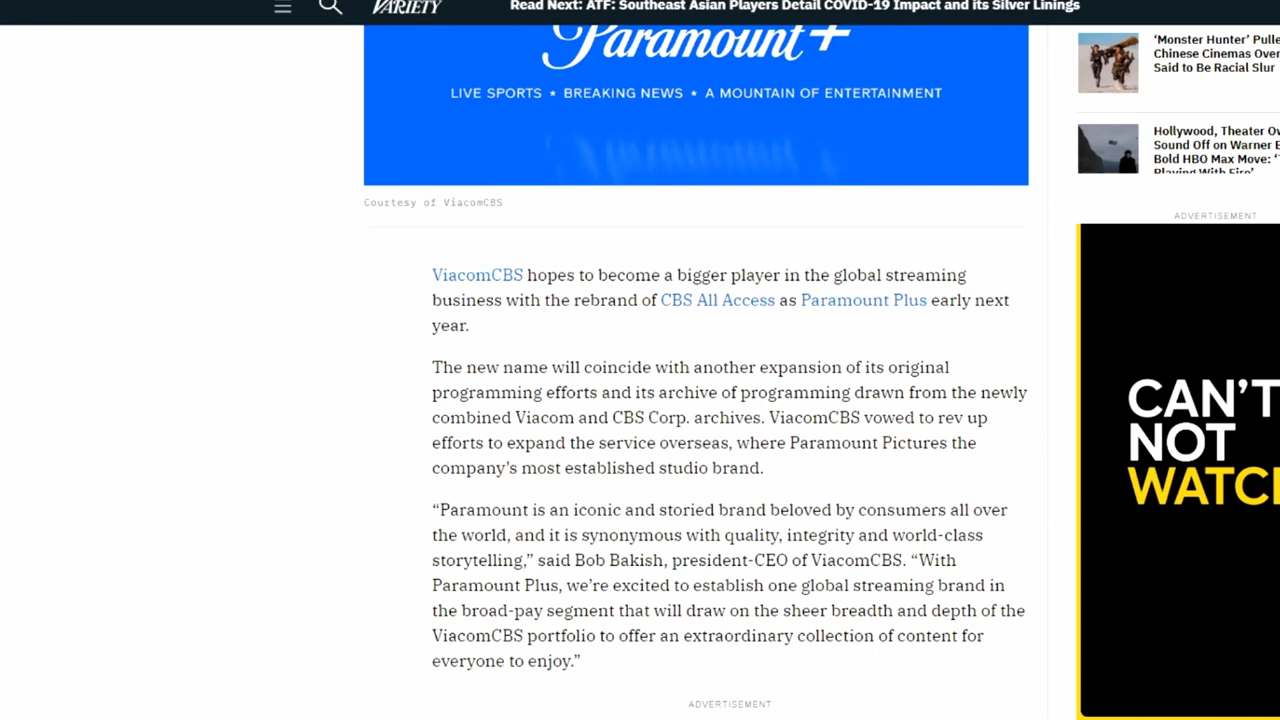 VARIETY
Read Next: ATF: Southeast Asian Players Detail COVID-19 Impact and its Silver Linings
Paramount+
LIVE SPORTS ★ BREAKING NEWS ★ A MOUNTAIN OF ENTERTAINMENT
Courtesy of ViacomCBS
ViacomCBS hopes to become a bigger player in the global streaming
business with the rebrand of CBS All Access as Paramount Plus early next
year.
The new name will coincide with another expansion of its original
programming efforts and its archive of programming drawn from the newly
combined Viacom and CBS Corp. archives. ViacomCBS vowed to rev up
efforts to expand the service overseas, where Paramount Pictures the
company’s most established studio brand.
“Paramount is an iconic and storied brand beloved by consumers all over
the world, and it is synonymous with quality, integrity and world-class
storytelling,” said Bob Bakish, president-CEO of ViacomCBS. “With
Paramount Plus, we’re excited to establish one global streaming brand in
the broad-pay segment that will draw on the sheer breadth and depth of the
ViacomCBS portfolio to offer an extraordinary collection of content for
everyone to enjoy.”
ADVERTISEMENT
‘Monster Hunter’ Pulle
Chinese Cinemas Over
Said to Be Racial Slur
Hollywood, Theater Ow
Sound Off on Warner B
Bold HBO Max Move: ‘
Playing With Fire’
ADVERTISEMENT
CAN’T
NOT
WATCH